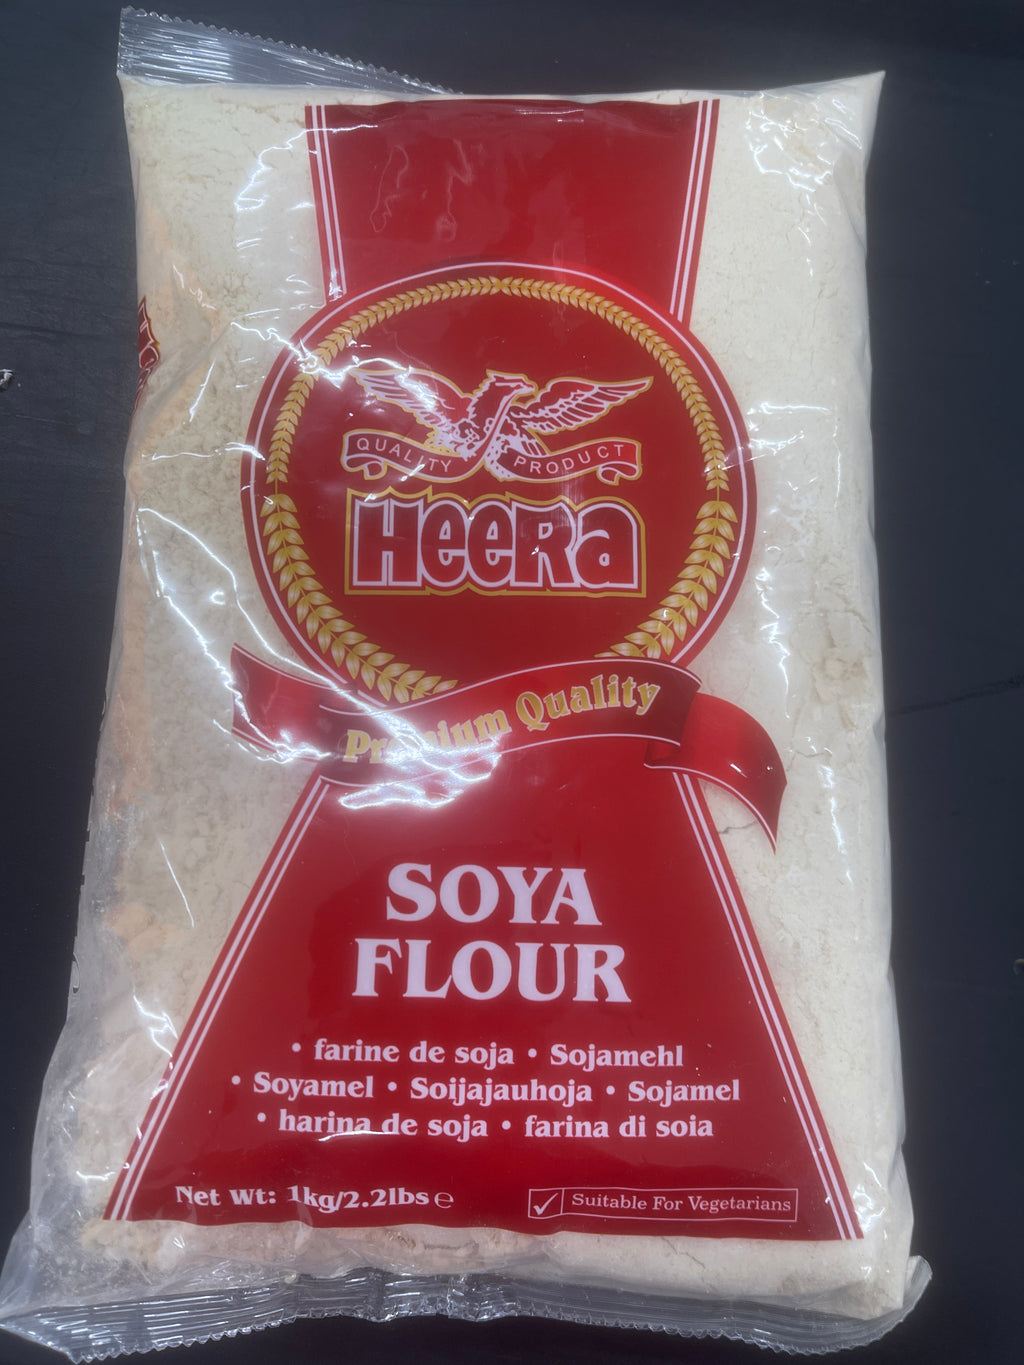 QUALITY PRODUCT
HeeRa
Premium Quality
SOYA
FLOUR
• farine de soja • Sojamehl
• Soyamel • Soijajauhoja • Sojamel
• harina de soja • farina di soia
Net Wt: 1kg/2.2lbs ℮
Suitable For Vegetarians